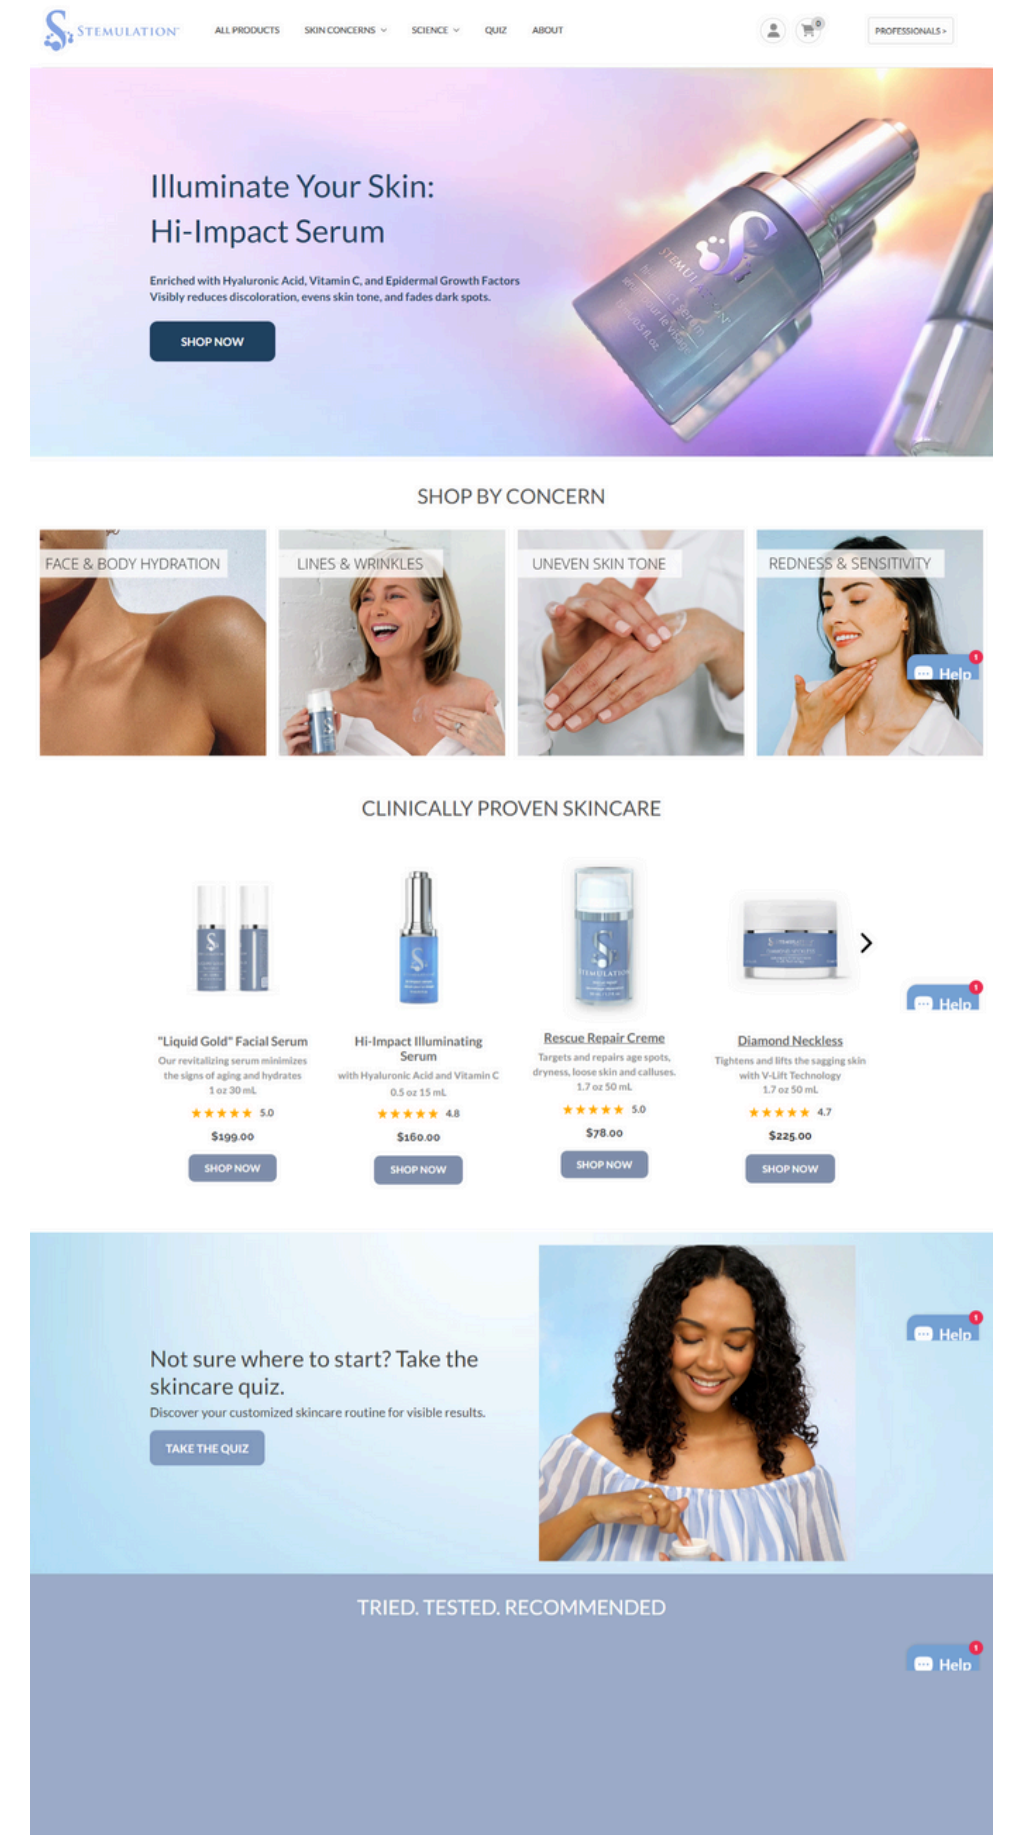 STEMULATION
ALL PRODUCTS
SKIN CONCERNS
SCIENCE
QUIZ
ABOUT
0
PROFESSIONALS >
Illuminate Your Skin:
Hi-Impact Serum
Enriched with Hyaluronic Acid, Vitamin C, and Epidermal Growth Factors
Visibly reduces discoloration, evens skin tone, and fades dark spots.
SHOP NOW
STEMULATION
SHOP BY CONCERN
FACE & BODY HYDRATION
LINES & WRINKLES
UNEVEN SKIN TONE
REDNESS & SENSITIVITY
1
Help
CLINICALLY PROVEN SKINCARE
STEMULATION
1
Help
"Liquid Gold" Facial Serum
Our revitalizing serum minimizes
the signs of aging and hydrates
1 oz 30 mL
5.0
$199.00
SHOP NOW
Hi-Impact Illuminating
Serum
with Hyaluronic Acid and Vitamin C
0.5 oz 15 mL
4.8
$160.00
SHOP NOW
Rescue Repair Creme
Targets and repairs age spots,
dryness, loose skin and calluses.
1.7 oz 50 mL
5.0
$78.00
SHOP NOW
Diamond Neckless
Tightens and lifts the sagging skin
with V-Lift Technology
1.7 oz 50 mL
4.7
$225.00
SHOP NOW
1
Help
Not sure where to start? Take the
skincare quiz.
Discover your customized skincare routine for visible results.
TAKE THE QUIZ
TRIED. TESTED. RECOMMENDED
1
Help